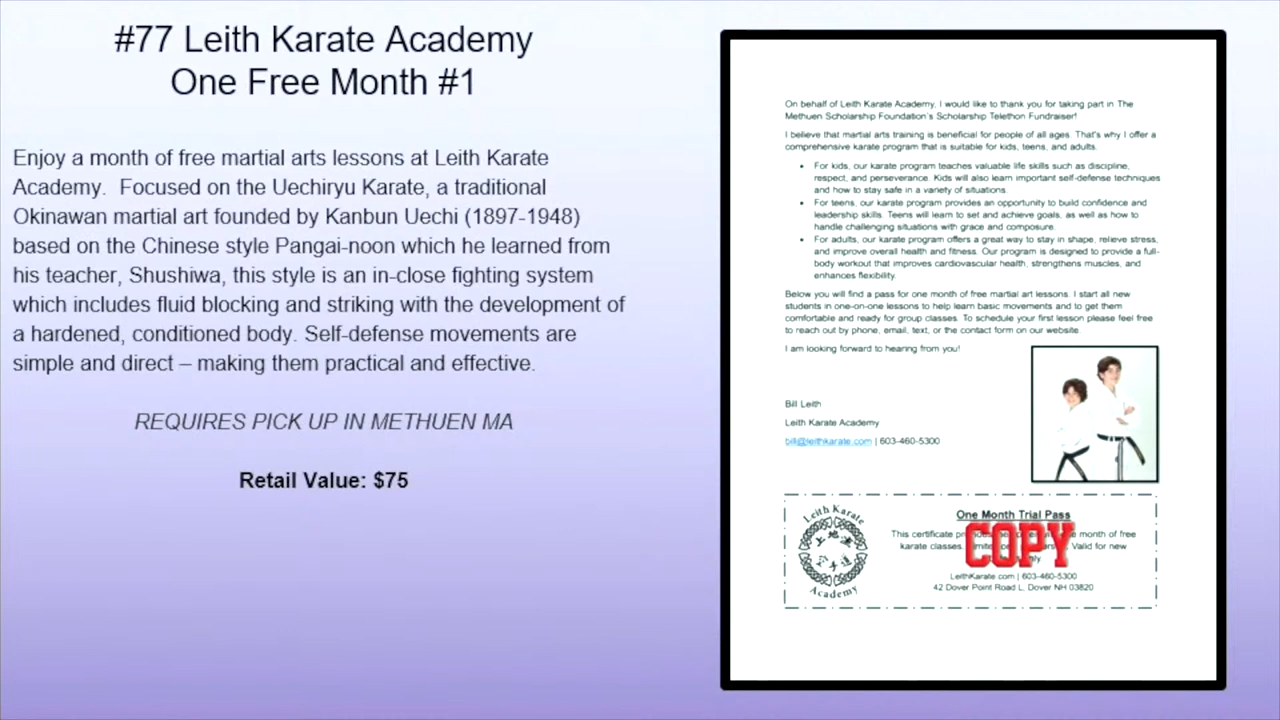 #77 Leith Karate Academy
One Free Month #1
Enjoy a month of free martial arts lessons at Leith Karate
Academy.  Focused on the Uechiryu Karate, a traditional
Okinawan martial art founded by Kanbun Uechi (1897-1948)
based on the Chinese style Pangai-noon which he learned from
his teacher, Shushiwa, this style is an in-close fighting system
which includes fluid blocking and striking with the development of
a hardened, conditioned body. Self-defense movements are
simple and direct – making them practical and effective.
REQUIRES PICK UP IN METHUEN MA
Retail Value: $75
On behalf of Leith Karate Academy, I would like to thank you for taking part in The
Methuen Scholarship Foundation's Scholarship Telethon Fundraiser!
I believe that martial arts training is beneficial for people of all ages. That's why I offer a
comprehensive karate program that is suitable for kids, teens, and adults.
• For kids, our karate program teaches valuable life skills such as discipline,
respect, and perseverance. Kids will also learn important self-defense techniques
and how to stay safe in a variety of situations.
• For teens, our karate program provides an opportunity to build confidence and
leadership skills. Teens will learn to set and achieve goals, as well as how to
handle challenging situations with grace and composure.
• For adults, our karate program offers a great way to stay in shape, relieve stress,
and improve overall health and fitness. Our program is designed to provide a full-
body workout that improves cardiovascular health, strengthens muscles, and
enhances flexibility.
Below you will find a pass for one month of free martial art lessons. I start all new
students in one-on-one lessons to help learn basic movements and to get them
comfortable and ready for group classes. To schedule your first lesson please feel free
to reach out by phone, email, text, or the contact form on our website.
I am looking forward to hearing from you!
Bill Leith
Leith Karate Academy
bill@leithkarate.com | 603-460-5300
Leith Karate
上地流
空手道
Academy
One Month Trial Pass
This certificate month of free
karate classes. Valid for new
COPY
LeithKarate.com | 603-460-5300
42 Dover Point Road L, Dover NH 03820